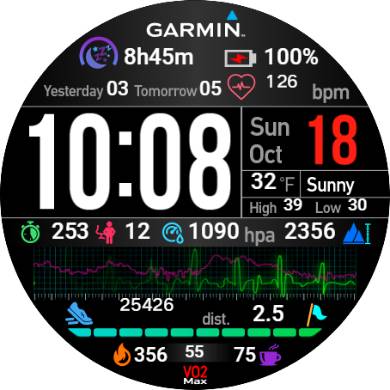 GARMIN
8h45m 100%
Yesterday 03 Tomorrow 05 126 bpm
10:08 Sun 18
Oct
32 °F Sunny
High 39 Low 30
253 12 1090 hpa 2356
25426 dist. 2.5
356 55 75
VO2
Max